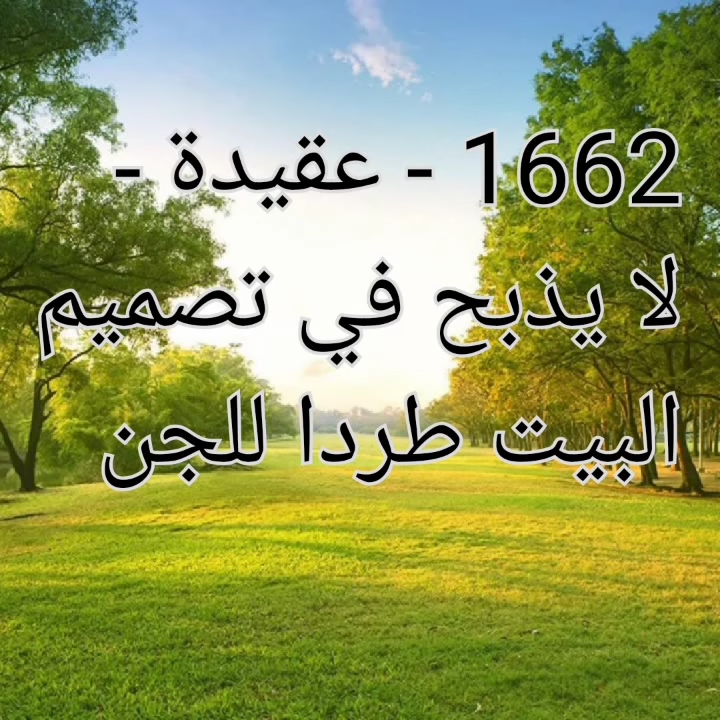 1662 - عقيدة -
لا يذبح في تصميم
البيت طردا للجن